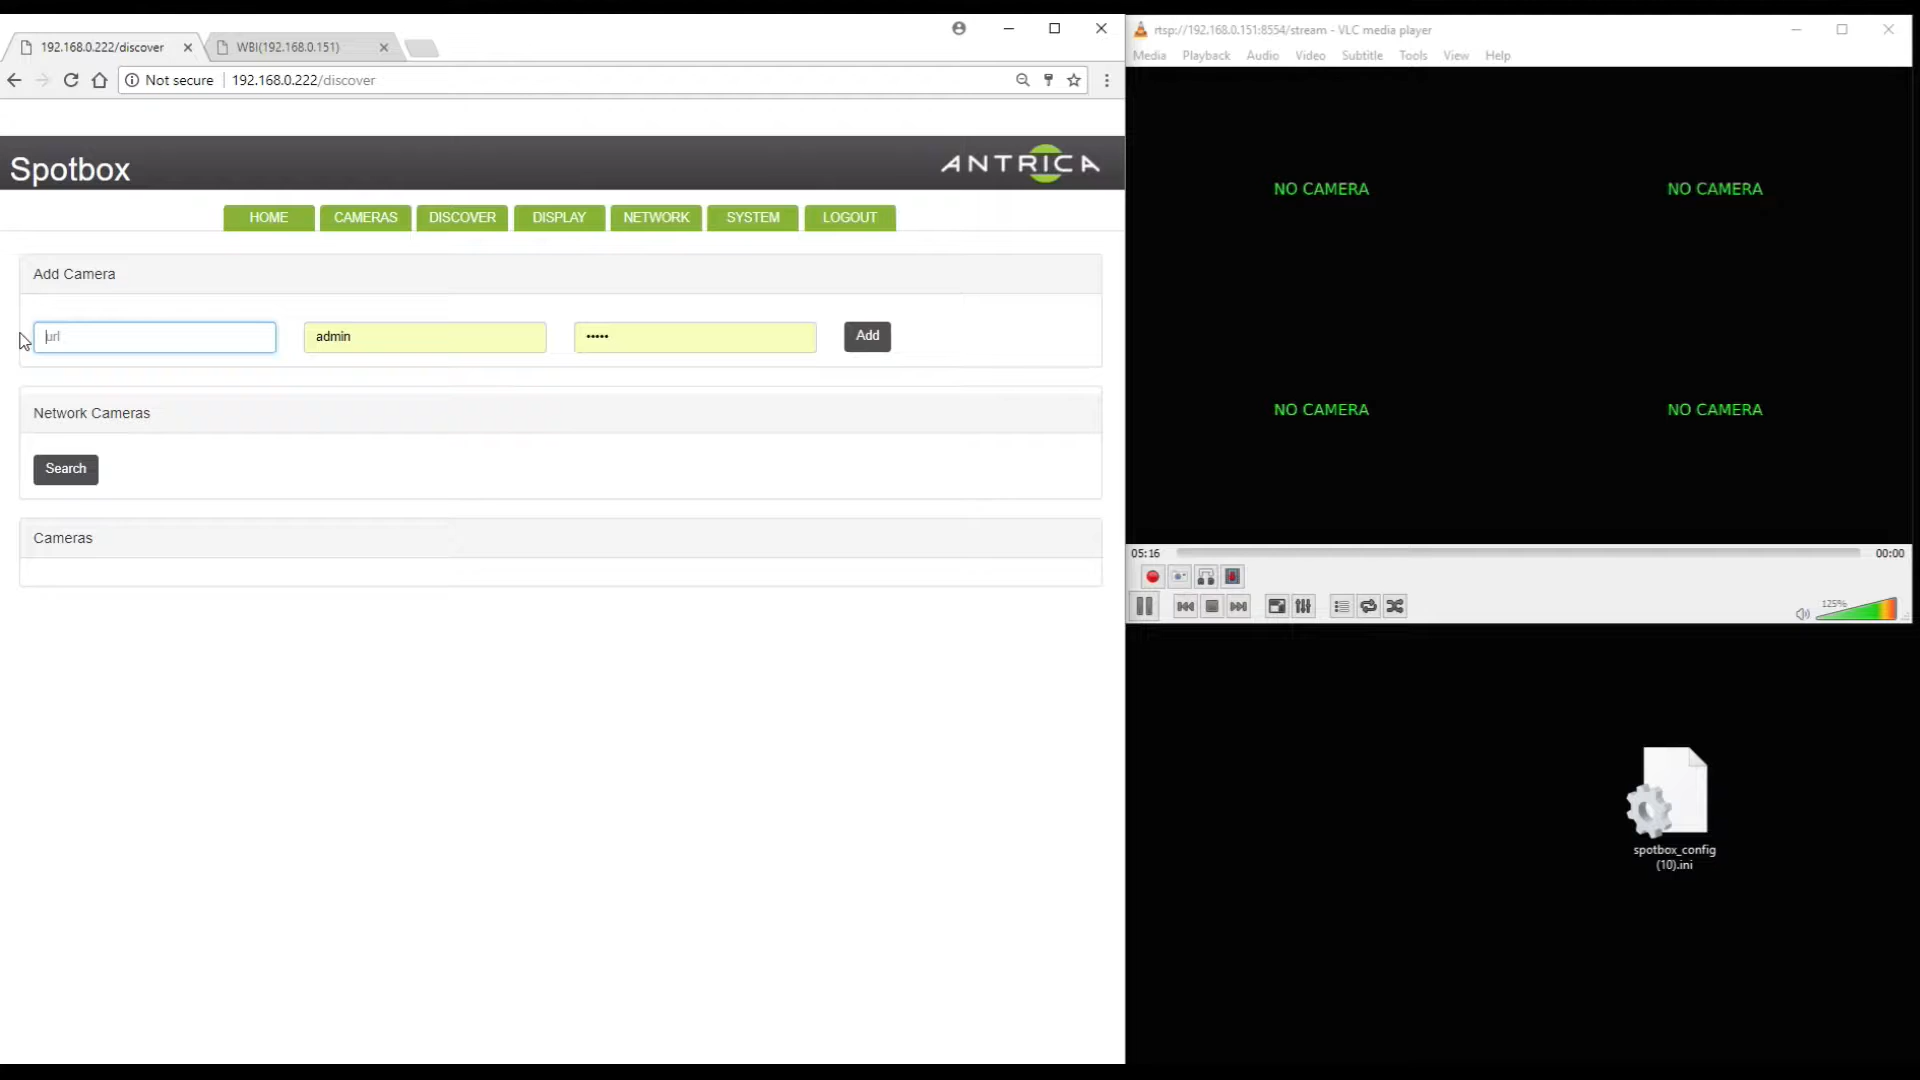 192.168.0.222/discover
WBI(192.168.0.151)
Not secure
192.168.0.222/discover
Spotbox
ANTRICA
HOME
CAMERAS
DISCOVER
DISPLAY
NETWORK
SYSTEM
LOGOUT
Add Camera
url
admin
•••••
Add
Network Cameras
Search
Cameras
rtsp://192.168.0.151:8554/stream - VLC media player
Media Playback Audio Video Subtitle Tools View Help
NO CAMERA
NO CAMERA
NO CAMERA
NO CAMERA
05:16
00:00
125%
spotbox_config
(10).ini